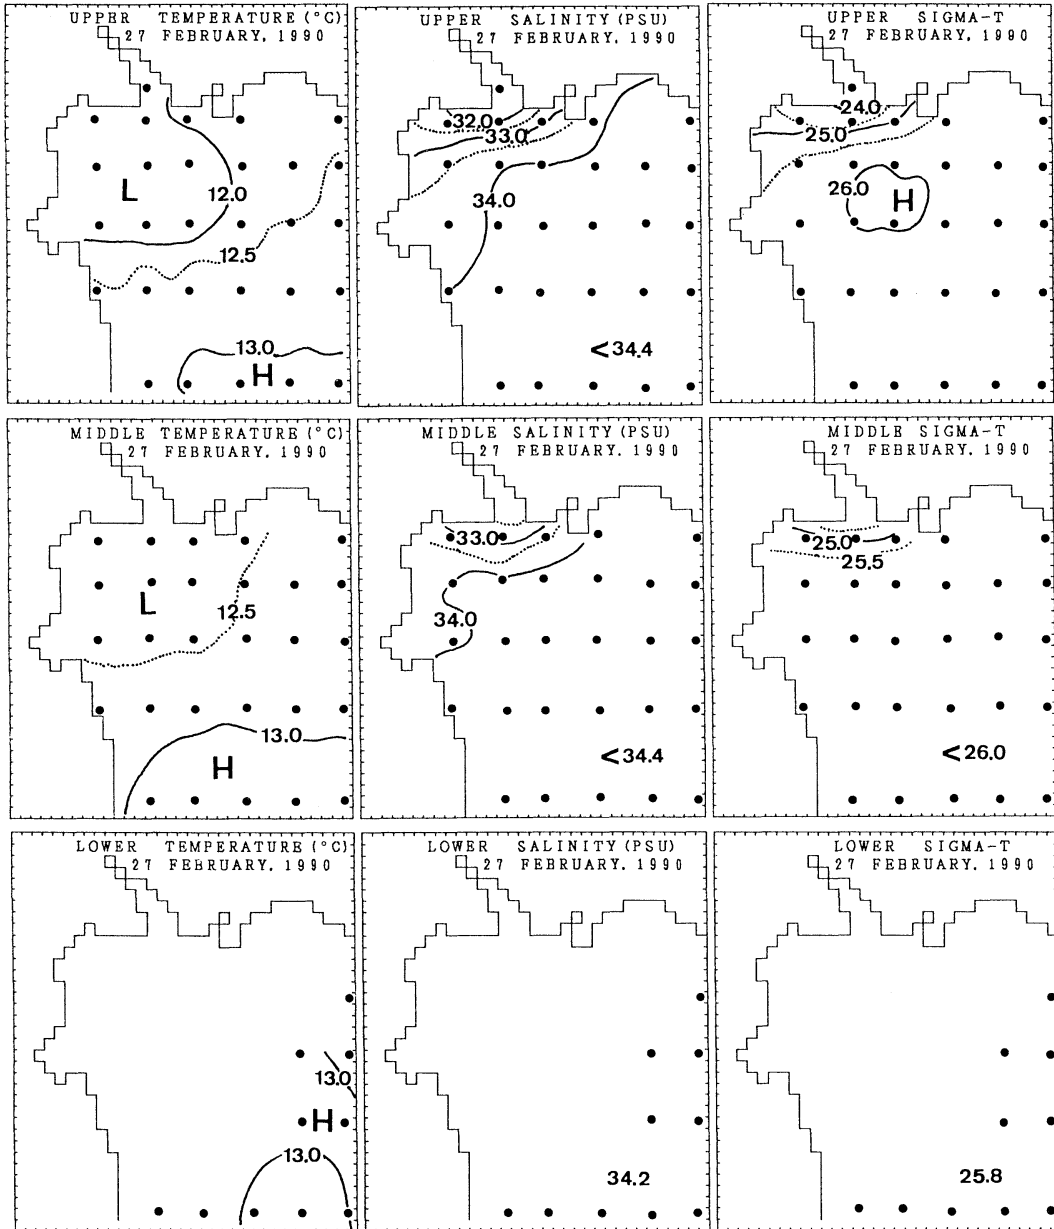 UPPER TEMPERATURE (°C)
27 FEBRUARY, 1990
L
12.0
12.5
13.0
H
UPPER SALINITY (PSU)
27 FEBRUARY, 1990
32.0
33.0
34.0
<34.4
UPPER SIGMA-T
27 FEBRUARY, 1990
24.0
25.0
26.0
H
MIDDLE TEMPERATURE (°C)
27 FEBRUARY, 1990
L
12.5
13.0
H
MIDDLE SALINITY (PSU)
27 FEBRUARY, 1990
33.0
34.0
<34.4
MIDDLE SIGMA-T
27 FEBRUARY, 1990
25.0
25.5
<26.0
LOWER TEMPERATURE (°C)
27 FEBRUARY, 1990
13.0
H
13.0
LOWER SALINITY (PSU)
27 FEBRUARY, 1990
34.2
LOWER SIGMA-T
27 FEBRUARY, 1990
25.8